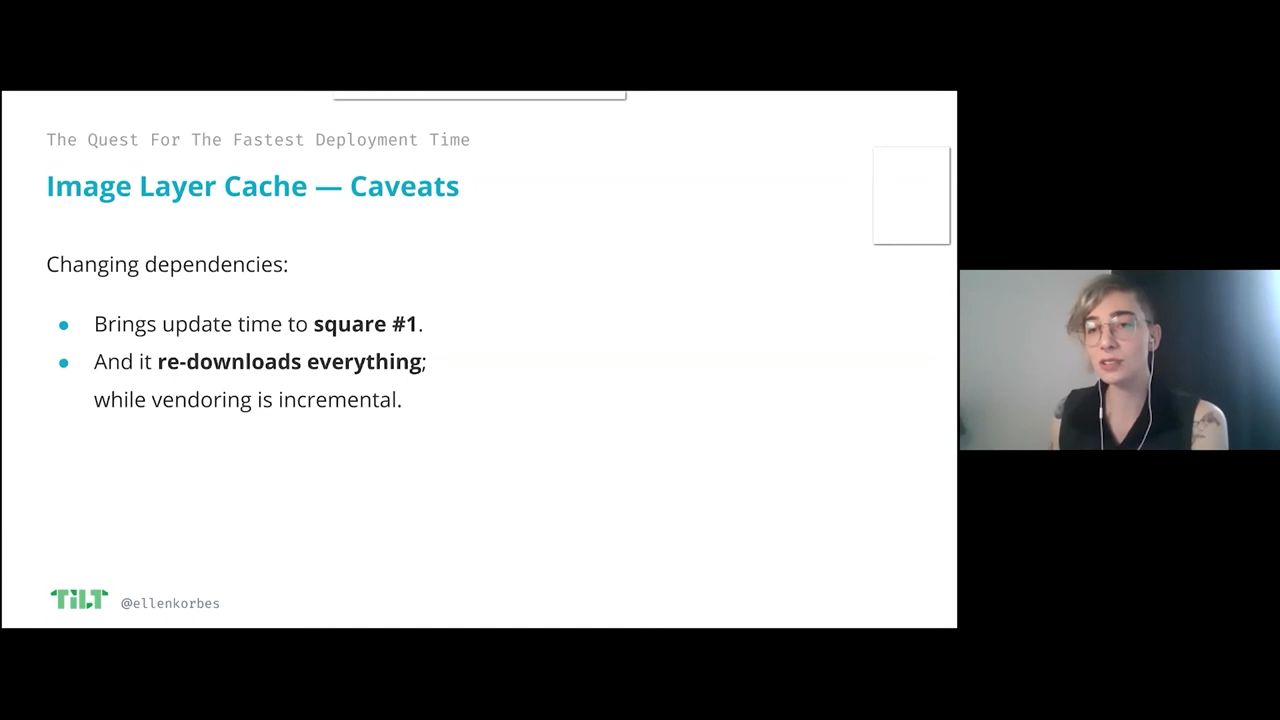 The Quest For The Fastest Deployment Time
Image Layer Cache — Caveats
Changing dependencies:
● Brings update time to square #1.
● And it re-downloads everything;
while vendoring is incremental.
TILT @ellenkorbes